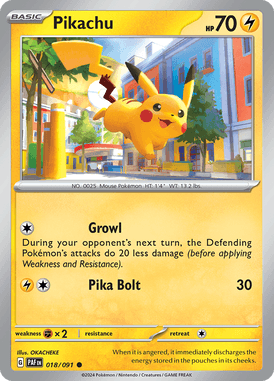 BASIC
Pikachu
HP 70
NO. 0025 Mouse Pokémon HT: 1'4" WT: 13.2 lbs.
Growl
During your opponent's next turn, the Defending
Pokémon's attacks do 20 less damage (before applying
Weakness and Resistance).
Pika Bolt 30
weakness × 2 resistance retreat
Illus. OKACHEKE
G PAF EN 018/091
When it is angered, it immediately discharges the
energy stored in the pouches in its cheeks.
©2024 Pokémon / Nintendo / Creatures / GAME FREAK